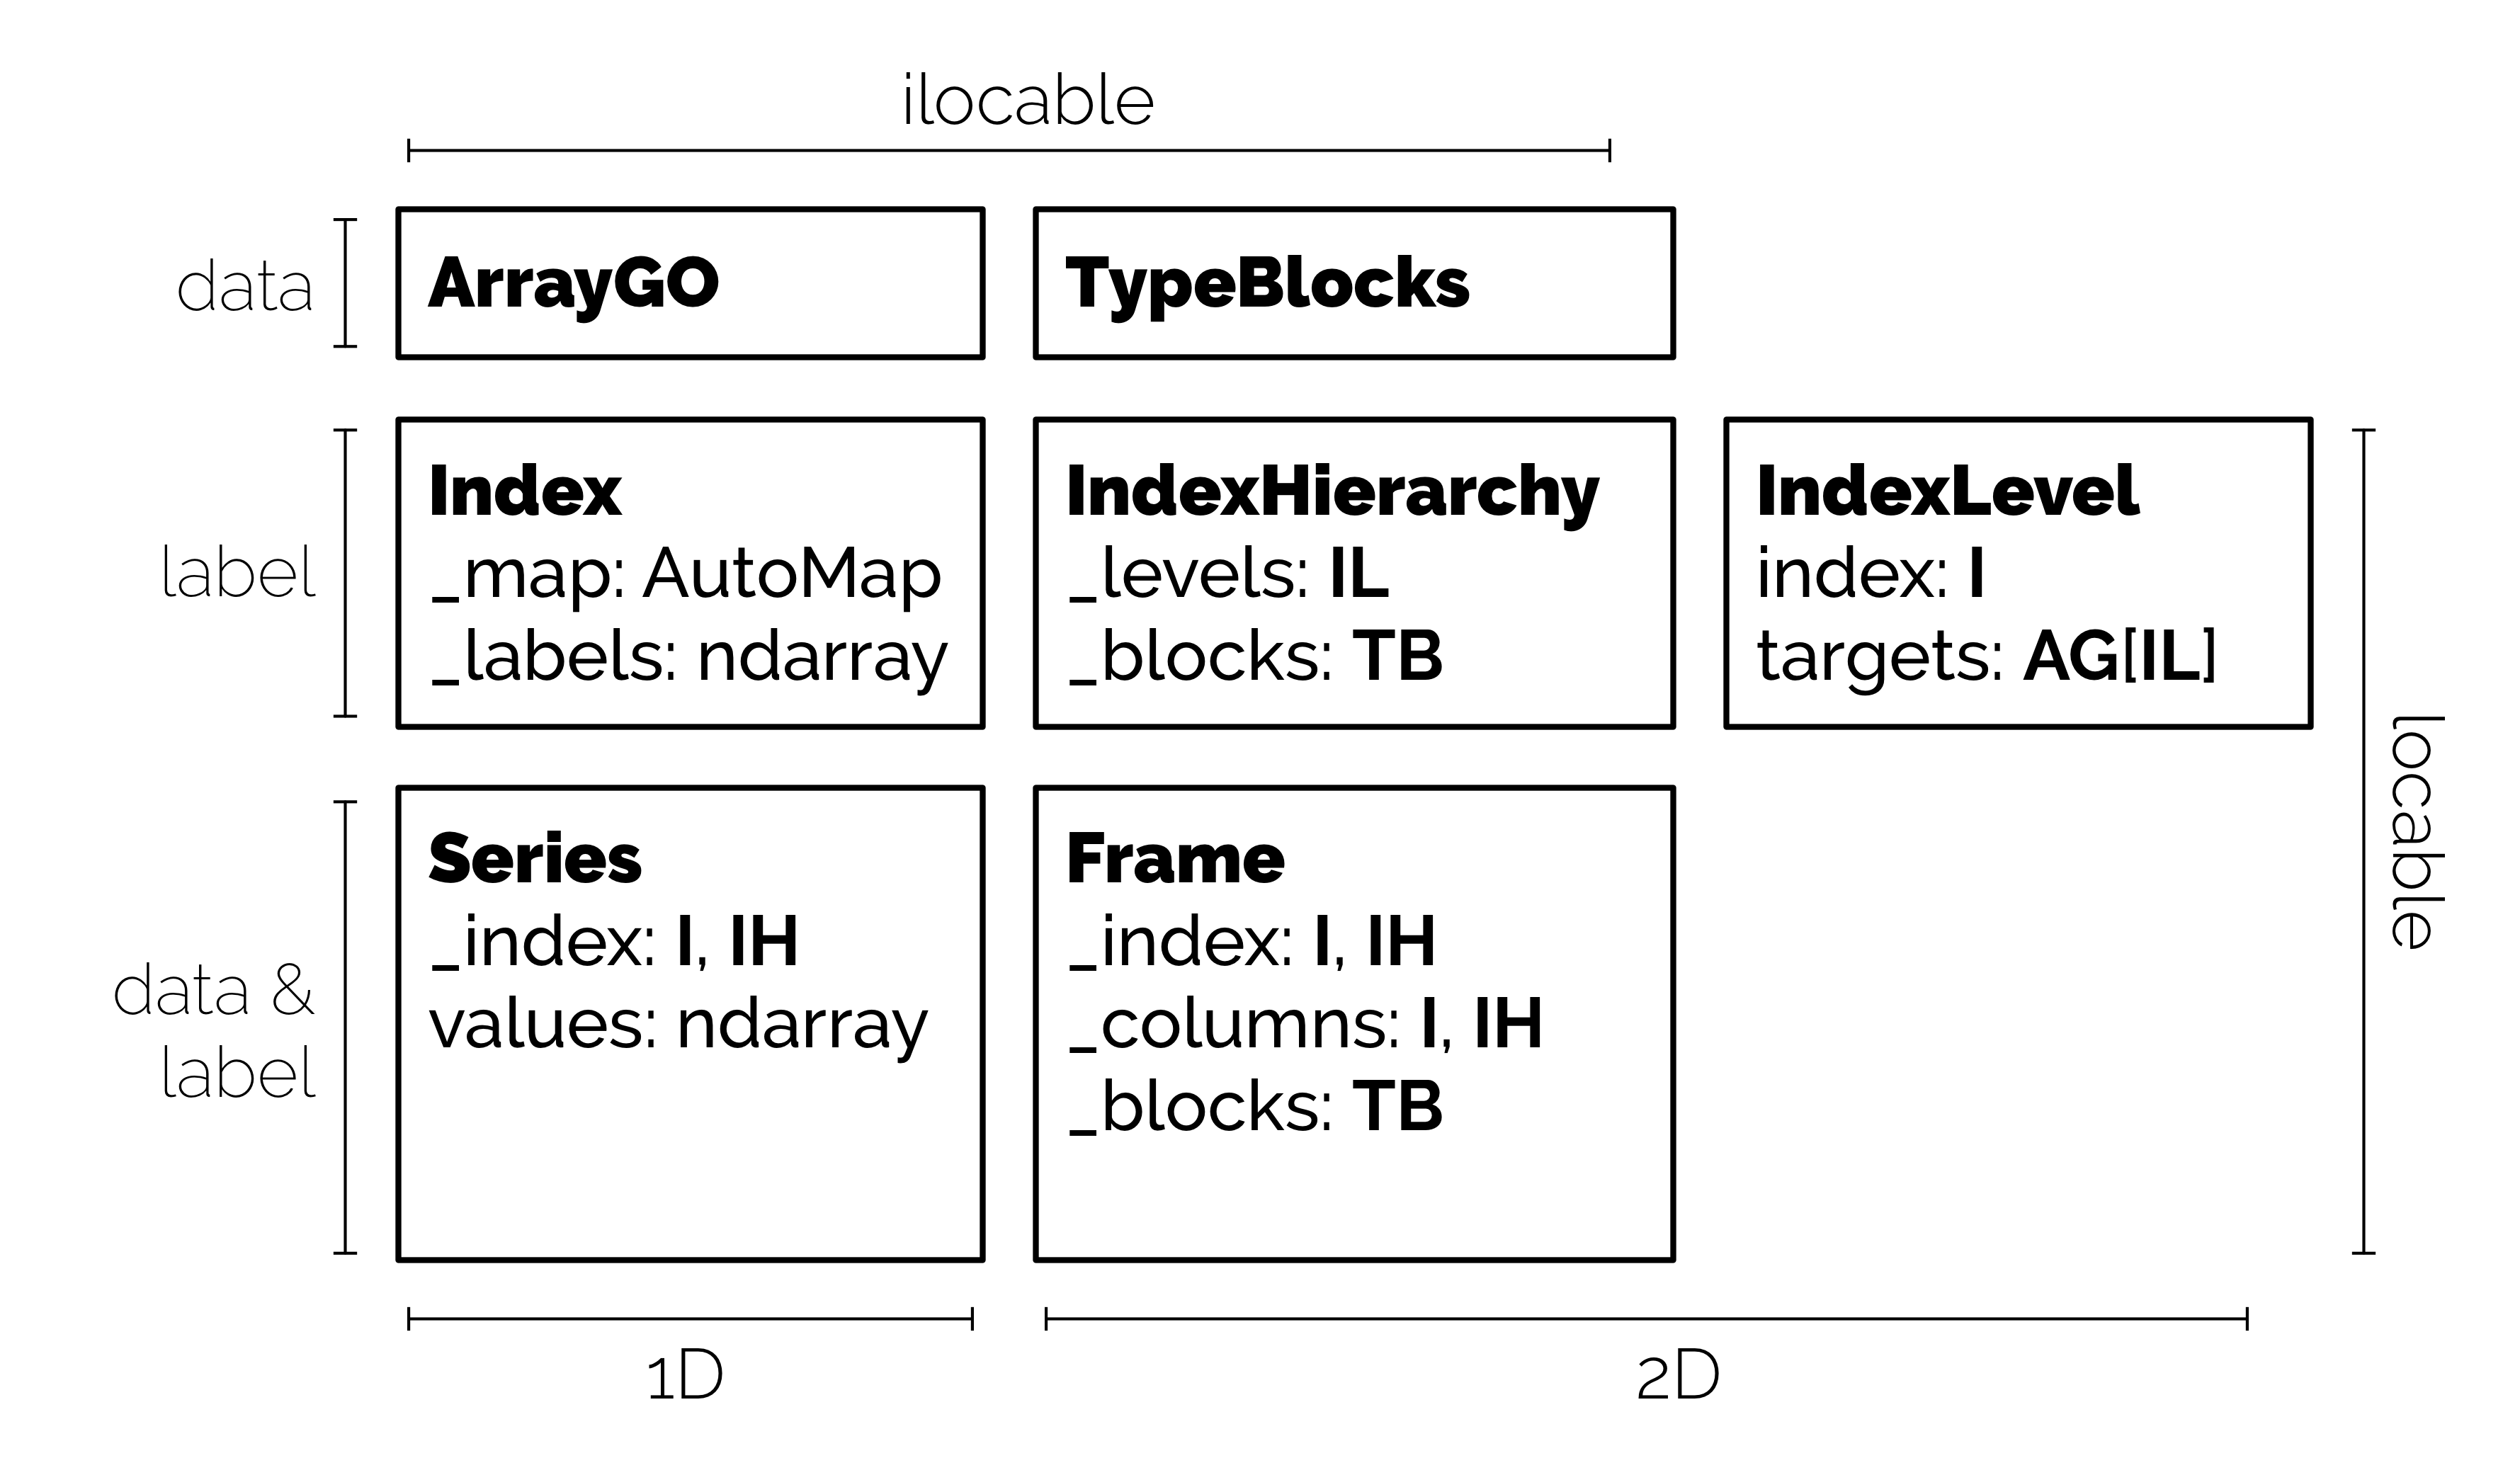 ilocable
data
ArrayGO
TypeBlocks
label
Index
_map: AutoMap
_labels: ndarray
IndexHierarchy
_levels: IL
_blocks: TB
IndexLevel
index: I
targets: AG[IL]
locable
data &
label
Series
_index: I, IH
values: ndarray
Frame
_index: I, IH
_columns: I, IH
_blocks: TB
1D
2D